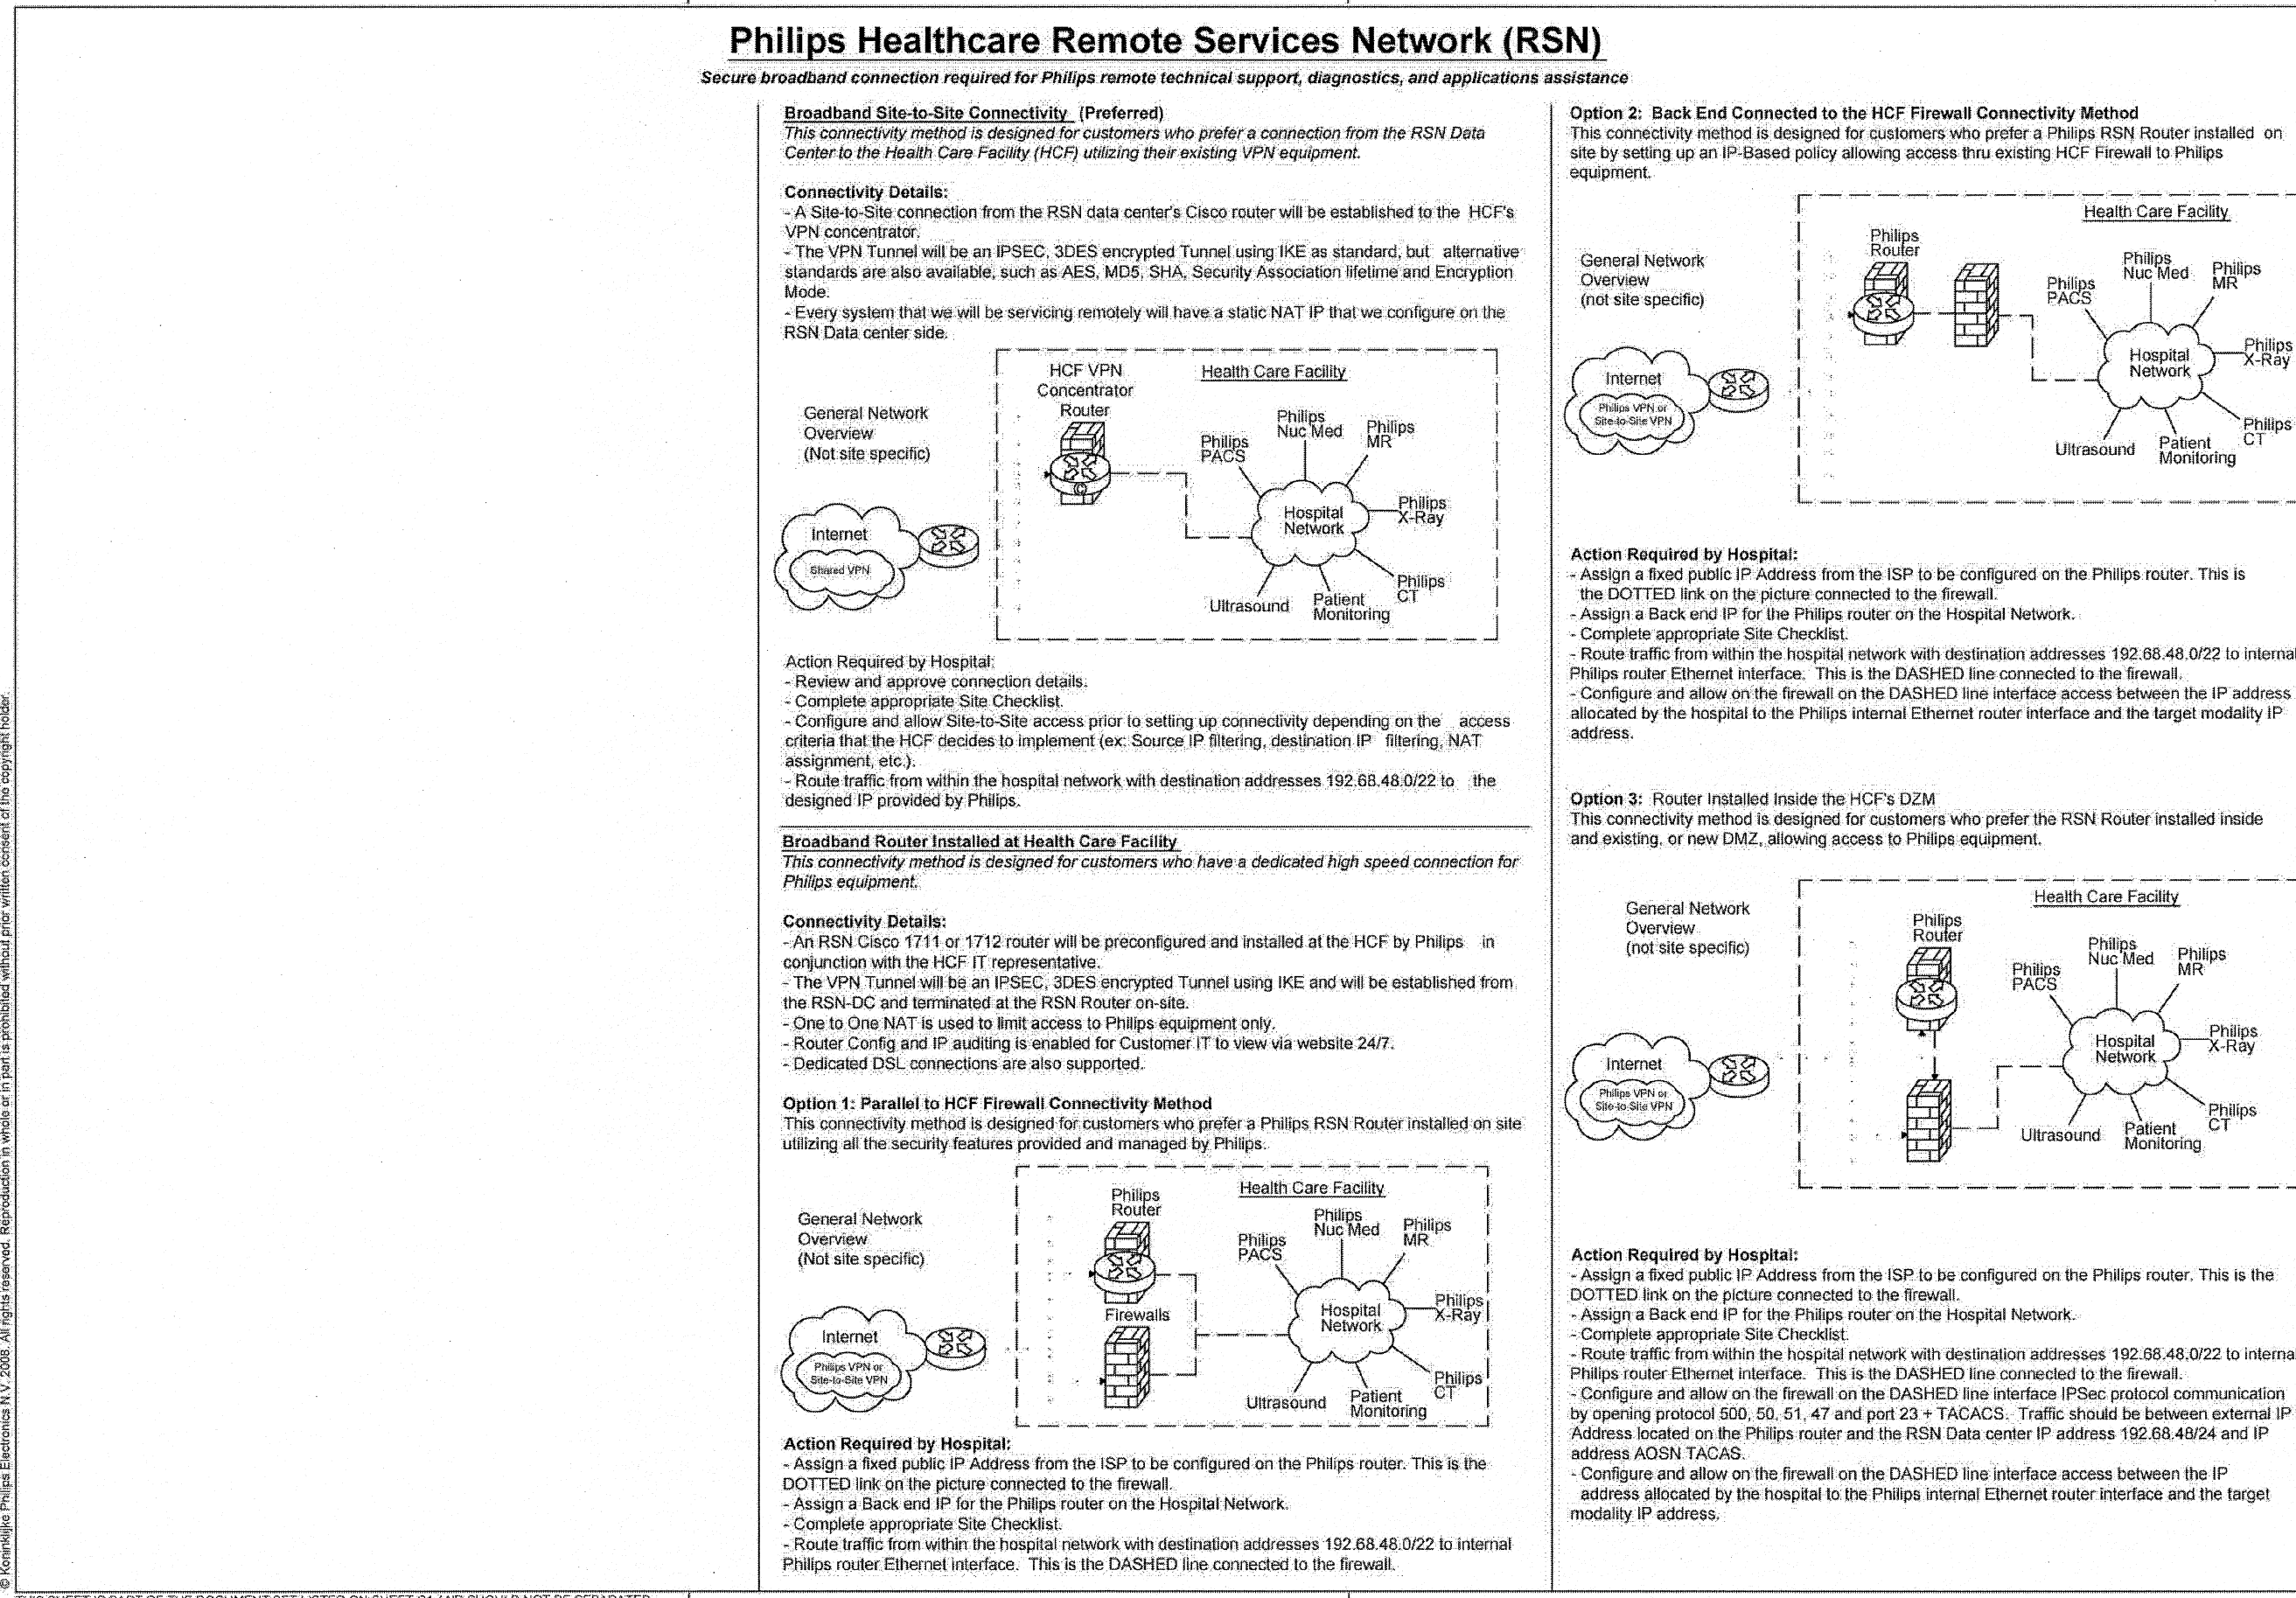 Philips Healthcare Remote Services Network (RSN)
Secure broadband connection required for Philips remote technical support, diagnostics, and applications assistance
Broadband Site-to-Site Connectivity (Preferred)
This connectivity method is designed for customers who prefer a connection from the RSN Data
Center to the Health Care Facility (HCF) utilizing their existing VPN equipment.
Connectivity Details:
- A Site-to-Site connection from the RSN data center's Cisco router will be established to the HCF's
VPN concentrator.
- The VPN Tunnel will be an IPSEC, 3DES encrypted Tunnel using IKE as standard, but alternative
standards are also available, such as AES, MD5, SHA, Security Association lifetime and Encryption
Mode.
- Every system that we will be servicing remotely will have a static NAT IP that we configure on the
RSN Data center side.
HCF VPN
Concentrator
Router
Health Care Facility
General Network
Overview
(Not site specific)
Philips
Nuc Med
Philips
MR
Philips
PACS
Philips
X-Ray
Internet
Shared VPN
Hospital
Network
Philips
CT
Ultrasound
Patient
Monitoring
Action Required by Hospital:
- Review and approve connection details.
- Complete appropriate Site Checklist.
- Configure and allow Site-to-Site access prior to setting up connectivity depending on the access
criteria that the HCF decides to implement (ex: Source IP filtering, destination IP filtering, NAT
assignment, etc.).
- Route traffic from within the hospital network with destination addresses 192.68.48.0/22 to the
designed IP provided by Philips.
Broadband Router Installed at Health Care Facility
This connectivity method is designed for customers who have a dedicated high speed connection for
Philips equipment.
Connectivity Details:
- An RSN Cisco 1711 or 1712 router will be preconfigured and installed at the HCF by Philips in
conjunction with the HCF IT representative.
- The VPN Tunnel will be an IPSEC, 3DES encrypted Tunnel using IKE and will be established from
the RSN-DC and terminated at the RSN Router on-site.
- One to One NAT is used to limit access to Philips equipment only.
- Router Config and IP auditing is enabled for Customer IT to view via website 24/7.
- Dedicated DSL connections are also supported.
Option 1: Parallel to HCF Firewall Connectivity Method
This connectivity method is designed for customers who prefer a Philips RSN Router installed on site
utilizing all the security features provided and managed by Philips.
Health Care Facility
Philips
Router
General Network
Overview
(Not site specific)
Philips
Nuc Med
Philips
MR
Philips
PACS
Firewalls
Philips
X-Ray
Internet
Philips VPN or
Site-to-Site VPN
Hospital
Network
Philips
CT
Ultrasound
Patient
Monitoring
Action Required by Hospital:
- Assign a fixed public IP Address from the ISP to be configured on the Philips router. This is the
DOTTED link on the picture connected to the firewall.
- Assign a Back end IP for the Philips router on the Hospital Network.
- Complete appropriate Site Checklist.
- Route traffic from within the hospital network with destination addresses 192.68.48.0/22 to internal
Philips router Ethernet interface. This is the DASHED line connected to the firewall.
Option 2: Back End Connected to the HCF Firewall Connectivity Method
This connectivity method is designed for customers who prefer a Philips RSN Router installed on
site by setting up an IP-Based policy allowing access thru existing HCF Firewall to Philips
equipment.
Health Care Facility
Philips
Router
General Network
Overview
(not site specific)
Philips
Nuc Med
Philips
MR
Philips
PACS
Philips
X-Ray
Internet
Philips VPN or
Site-to-Site VPN
Hospital
Network
Philips
CT
Ultrasound
Patient
Monitoring
Action Required by Hospital:
- Assign a fixed public IP Address from the ISP to be configured on the Philips router. This is
the DOTTED link on the picture connected to the firewall.
- Assign a Back end IP for the Philips router on the Hospital Network.
- Complete appropriate Site Checklist.
- Route traffic from within the hospital network with destination addresses 192.68.48.0/22 to internal
Philips router Ethernet interface. This is the DASHED line connected to the firewall.
- Configure and allow on the firewall on the DASHED line interface access between the IP address
allocated by the hospital to the Philips internal Ethernet router interface and the target modality IP
address.
Option 3: Router Installed Inside the HCF's DZM
This connectivity method is designed for customers who prefer the RSN Router installed inside
and existing, or new DMZ, allowing access to Philips equipment.
Health Care Facility
General Network
Overview
(not site specific)
Philips
Router
Philips
Nuc Med
Philips
MR
Philips
PACS
Philips
X-Ray
Internet
Philips VPN or
Site-to-Site VPN
Hospital
Network
Philips
CT
Ultrasound
Patient
Monitoring
Action Required by Hospital:
- Assign a fixed public IP Address from the ISP to be configured on the Philips router. This is the
DOTTED link on the picture connected to the firewall.
- Assign a Back end IP for the Philips router on the Hospital Network.
- Complete appropriate Site Checklist.
- Route traffic from within the hospital network with destination addresses 192.68.48.0/22 to interna
Philips router Ethernet interface. This is the DASHED line connected to the firewall.
- Configure and allow on the firewall on the DASHED line interface IPSec protocol communication
by opening protocol 500, 50, 51, 47 and port 23 + TACACS. Traffic should be between external IP
Address located on the Philips router and the RSN Data center IP address 192.68.48/24 and IP
address AOSN TACAS.
- Configure and allow on the firewall on the DASHED line interface access between the IP
address allocated by the hospital to the Philips internal Ethernet router interface and the target
modality IP address.
© Koninklijke Philips Electronics N.V. 2008. All rights reserved. Reproduction in whole or in part is prohibited without prior written consent of the copyright holder.